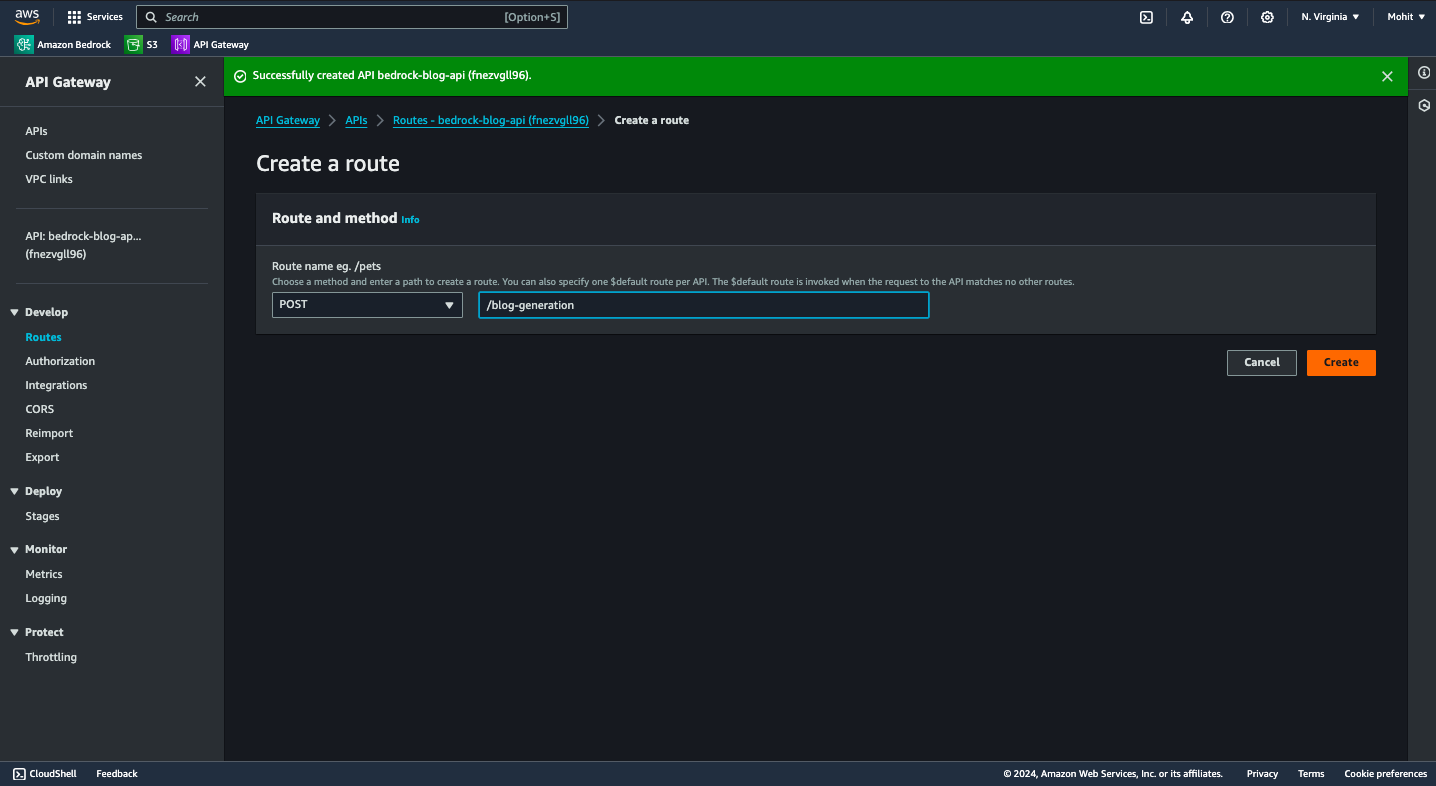 aws Services Search [Option+S] N. Virginia Mohit
Amazon Bedrock S3 API Gateway
API Gateway
APIs
Custom domain names
VPC links
API: bedrock-blog-ap...
(fnezvgll96)
Develop
Routes
Authorization
Integrations
CORS
Reimport
Export
Deploy
Stages
Monitor
Metrics
Logging
Protect
Throttling
Successfully created API bedrock-blog-api (fnezvgll96).
API Gateway APIs Routes - bedrock-blog-api (fnezvgll96) Create a route
Create a route
Route and method Info
Route name eg. /pets
Choose a method and enter a path to create a route. You can also specify one $default route per API. The $default route is invoked when the request to the API matches no other routes.
POST /blog-generation
Cancel Create
CloudShell Feedback © 2024, Amazon Web Services, Inc. or its affiliates. Privacy Terms Cookie preferences